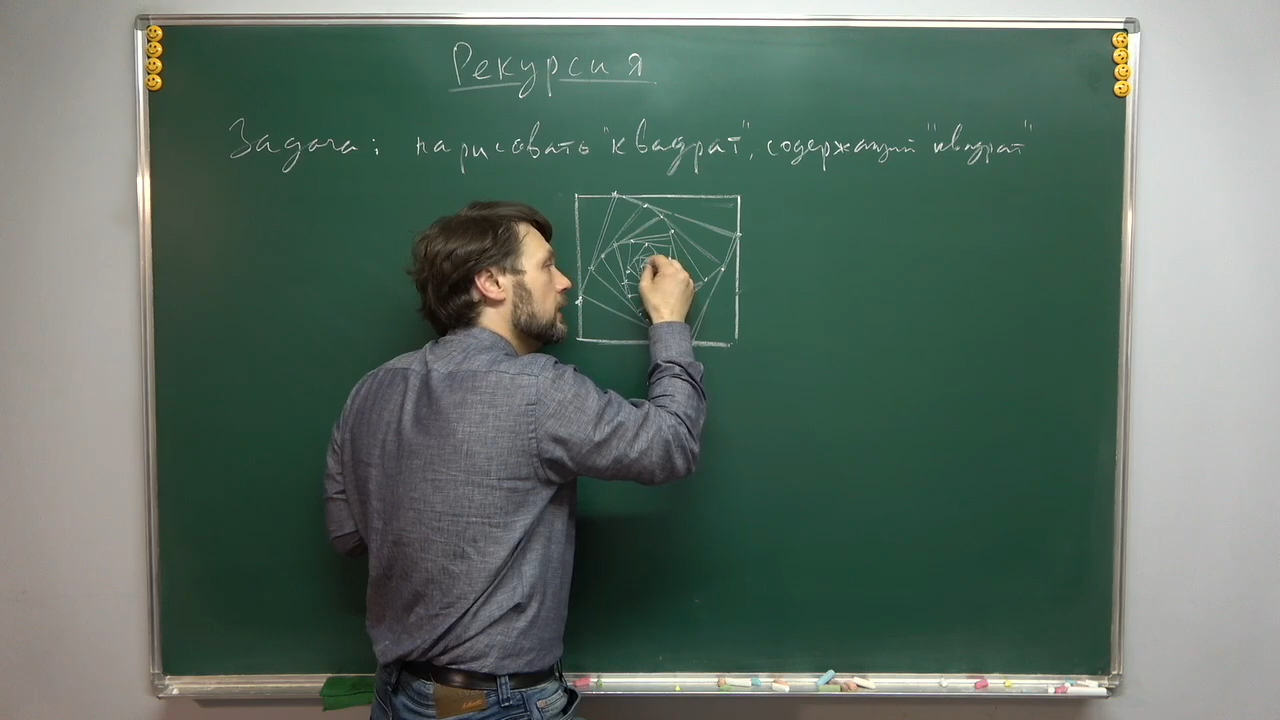 Рекурсия
Задача: нарисовать "квадрат", содержащий "квадрат"